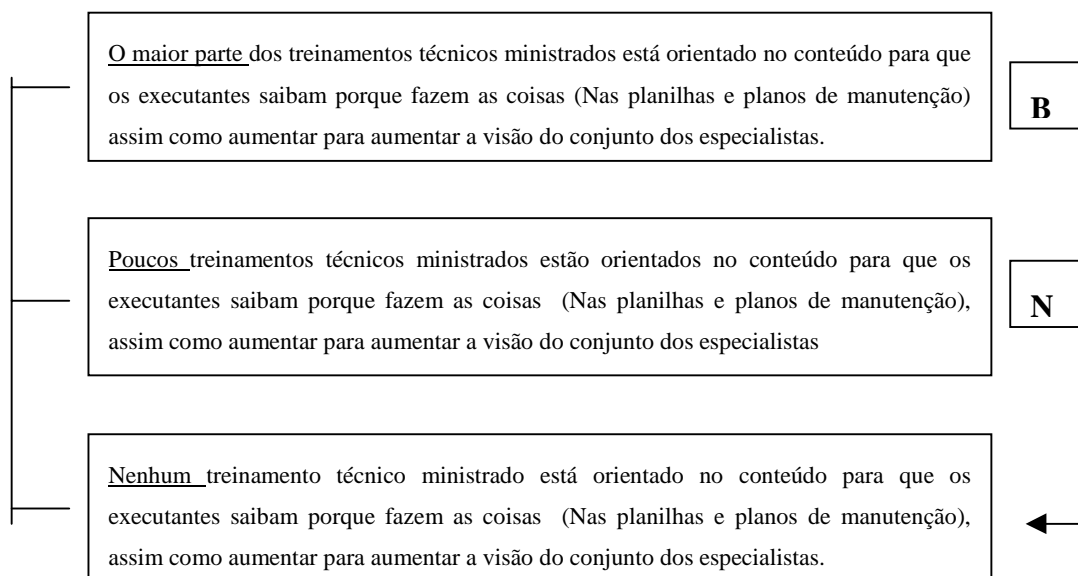 O maior parte dos treinamentos técnicos ministrados está orientado no conteúdo para que
os executantes saibam porque fazem as coisas (Nas planilhas e planos de manutenção)
assim como aumentar para aumentar a visão do conjunto dos especialistas.
B
Poucos treinamentos técnicos ministrados estão orientados no conteúdo para que os
executantes saibam porque fazem as coisas (Nas planilhas e planos de manutenção),
assim como aumentar para aumentar a visão do conjunto dos especialistas
N
Nenhum treinamento técnico ministrado está orientado no conteúdo para que os
executantes saibam porque fazem as coisas (Nas planilhas e planos de manutenção),
assim como aumentar para aumentar a visão do conjunto dos especialistas.